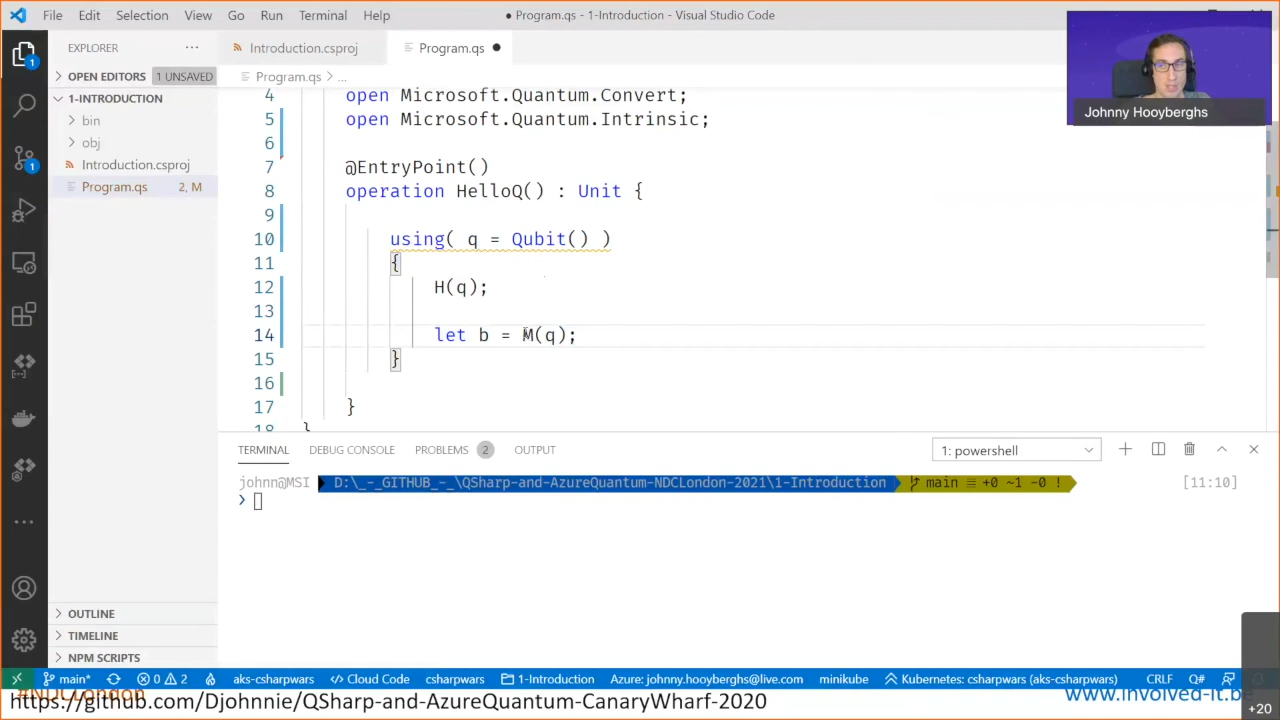 File Edit Selection View Go Run Terminal Help
● Program.qs - 1-Introduction - Visual Studio Code
EXPLORER ···
Introduction.csproj
Program.qs ●
OPEN EDITORS 1 UNSAVED
Program.qs > ...
1-INTRODUCTION
bin
obj
Introduction.csproj
Program.qs 2, M
4 open Microsoft.Quantum.Convert;
5 open Microsoft.Quantum.Intrinsic;
6
7 @EntryPoint()
8 operation HelloQ() : Unit {
9
10 using( q = Qubit() )
11 {
12 H(q);
13
14 let b = M(q);
15 }
16
17 }
18 }
Johnny Hooyberghs
TERMINAL DEBUG CONSOLE PROBLEMS 2 OUTPUT
1: powershell
johnn@MSI D:\_-_GITHUB_-_\QSharp-and-AzureQuantum-NDCLondon-2021\1-Introduction main ≡ +0 ~1 -0 ! [11:10]
❯
OUTLINE
TIMELINE
NPM SCRIPTS
main* 0 2 aks-csharpwars Cloud Code csharpwars 1-Introduction Azure: johnny.hooyberghs@live.com minikube Kubernetes: csharpwars (aks-csharpwars) CRLF Q#
#NDCLondon
www.involved-it.be
https://github.com/Djohnnie/QSharp-and-AzureQuantum-CanaryWharf-2020
+20